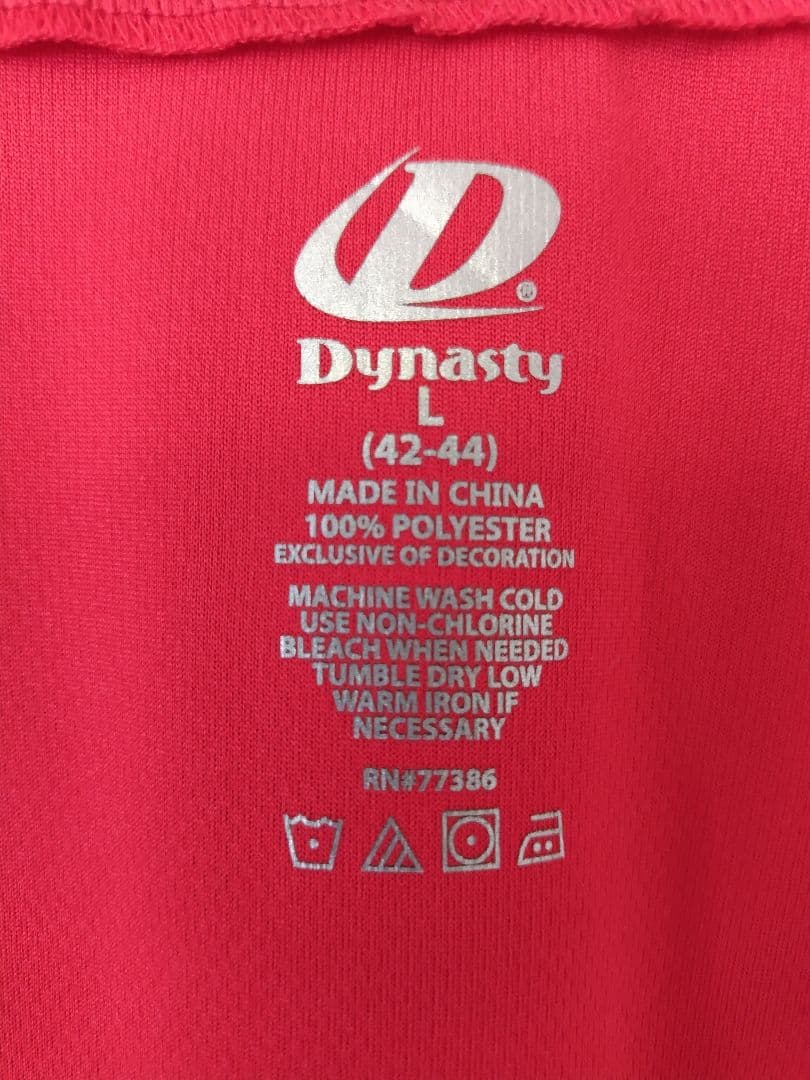 D®
Dynasty
L
(42-44)
MADE IN CHINA
100% POLYESTER
EXCLUSIVE OF DECORATION
MACHINE WASH COLD
USE NON-CHLORINE
BLEACH WHEN NEEDED
TUMBLE DRY LOW
WARM IRON IF
NECESSARY
RN#77386